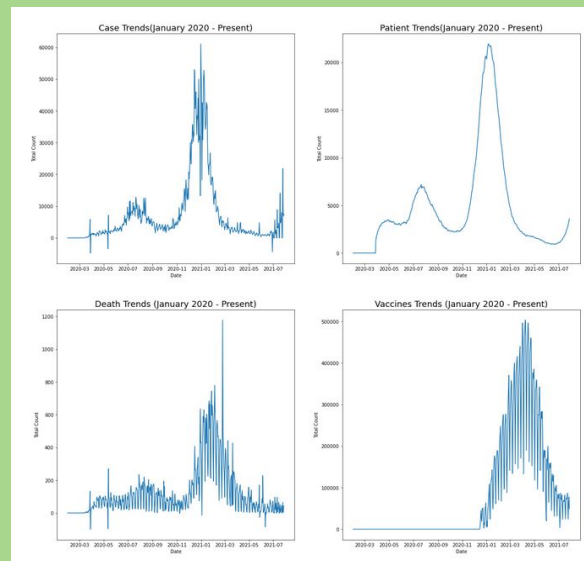 Case Trends(January 2020 - Present)
60000
50000
40000
30000
20000
10000
0
Total Count
2020-03 2020-05 2020-07 2020-09 2020-11 2021-01 2021-03 2021-05 2021-07
Date
Patient Trends(January 2020 - Present)
20000
15000
10000
5000
0
Total Count
2020-03 2020-05 2020-07 2020-09 2020-11 2021-01 2021-03 2021-05 2021-07
Date
Death Trends (January 2020 - Present)
1200
1000
800
600
400
200
0
Total Count
2020-03 2020-05 2020-07 2020-09 2020-11 2021-01 2021-03 2021-05 2021-07
Date
Vaccines Trends (January 2020 - Present)
500000
400000
300000
200000
100000
0
Total Count
2020-03 2020-05 2020-07 2020-09 2020-11 2021-01 2021-03 2021-05 2021-07
Date